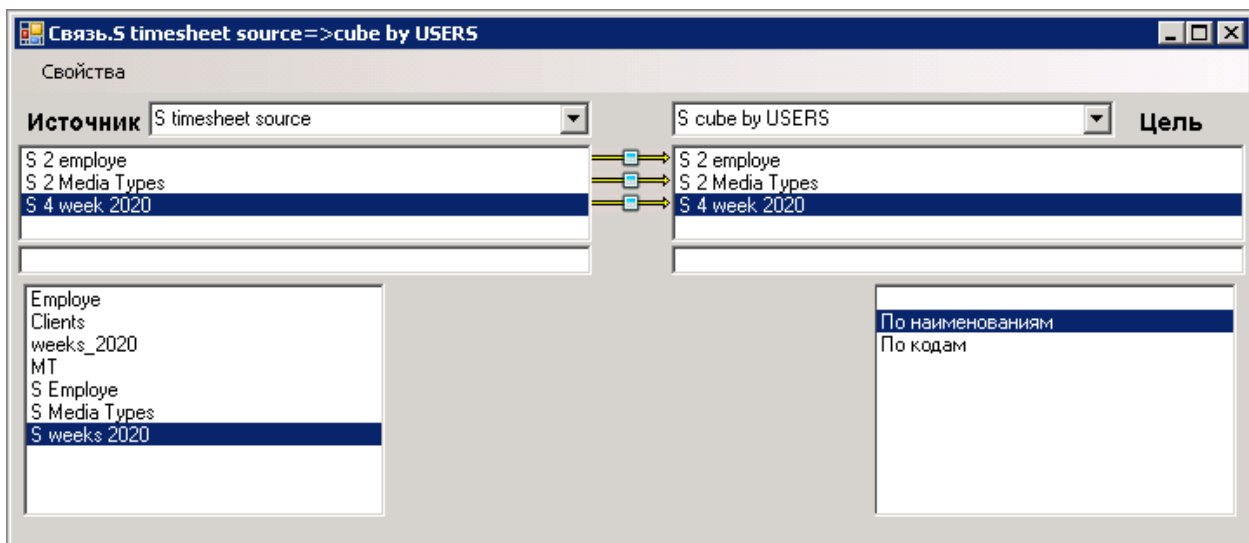 Связь.S timesheet source=>cube by USERS
Свойства
Источник S timesheet source S cube by USERS Цель
S 2 employe S 2 employe
S 2 Media Types S 2 Media Types
S 4 week 2020 S 4 week 2020
Employe
Clients По наименованиям
weeks_2020 По кодам
MT
S Employe
S Media Types
S weeks 2020